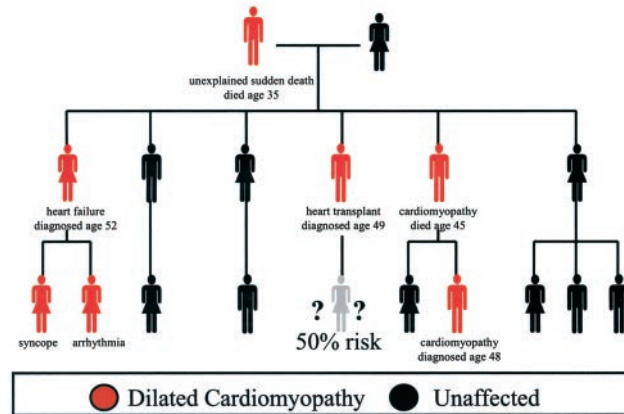 unexplained sudden death
died age 35
heart failure
diagnosed age 52
heart transplant
diagnosed age 49
cardiomyopathy
died age 45
syncope
arrhythmia
? ?
50% risk
cardiomyopathy
diagnosed age 48
Dilated Cardiomyopathy
Unaffected